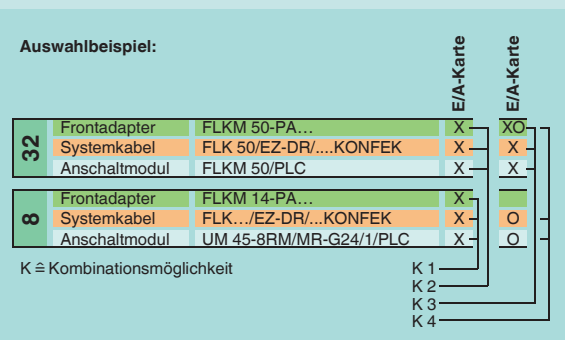 Auswahlbeispiel:
E/A-Karte
E/A-Karte
32
Frontadapter FLKM 50-PA… X XO
Systemkabel FLK 50/EZ-DR/....KONFEK X X
Anschaltmodul FLKM 50/PLC X X
8
Frontadapter FLKM 14-PA… X
Systemkabel FLK…/EZ-DR/...KONFEK X O
Anschaltmodul UM 45-8RM/MR-G24/1/PLC X O
K ≙ Kombinationsmöglichkeit
K 1
K 2
K 3
K 4